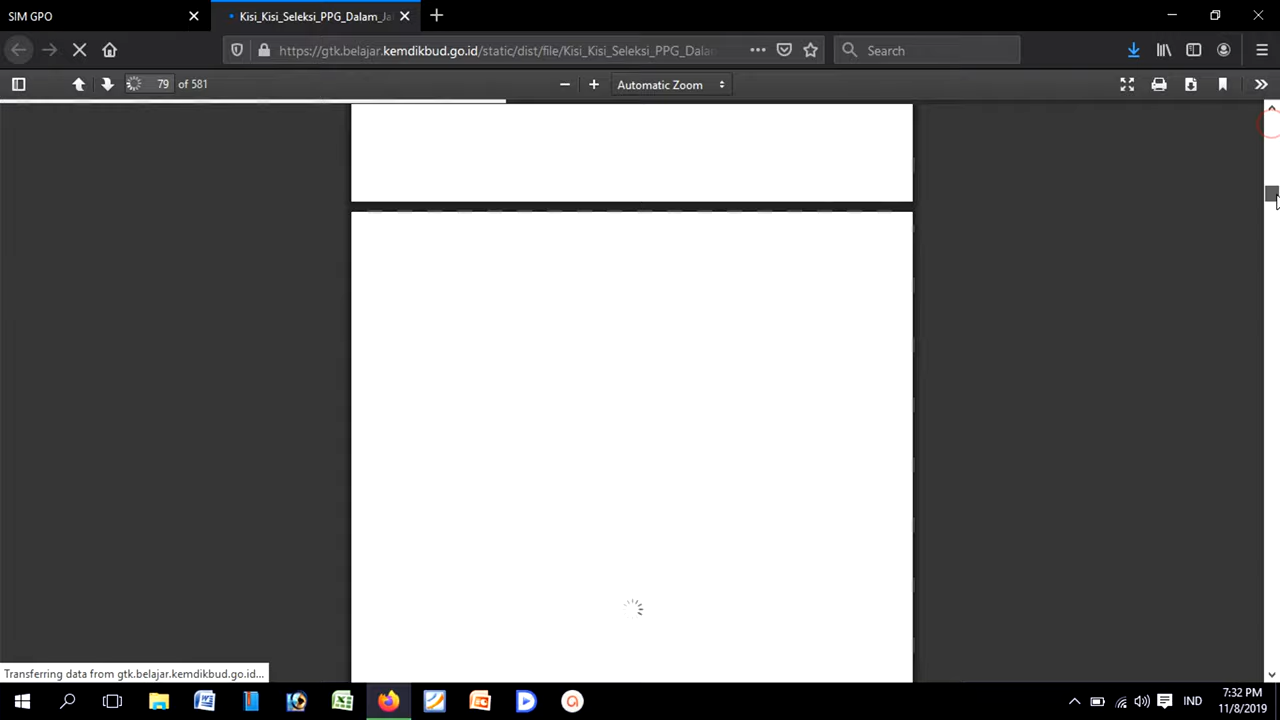 SIM GPO
Kisi_Kisi_Seleksi_PPG_Dalam_Ja
https://gtk.belajar.kemdikbud.go.id/static/dist/file/Kisi_Kisi_Seleksi_PPG_Dala
Search
79 of 581
Automatic Zoom
Transferring data from gtk.belajar.kemdikbud.go.id...
IND
7:32 PM
11/8/2019